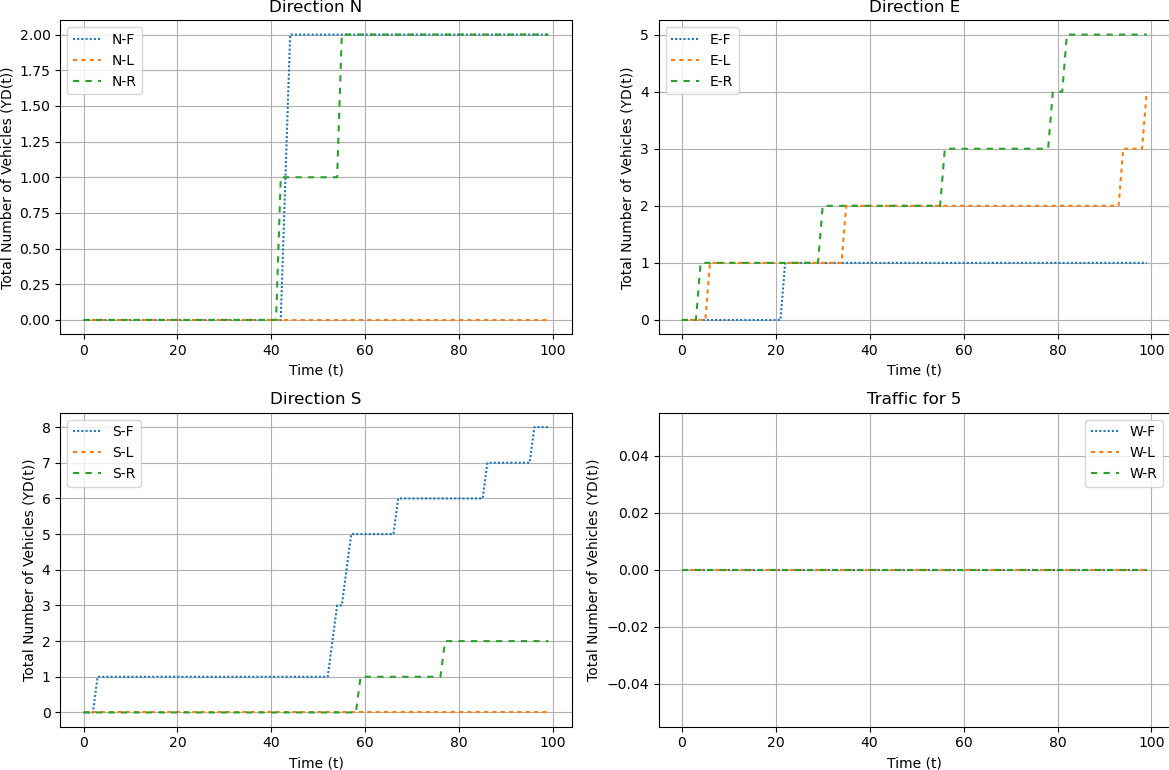 Direction N
Total Number of Vehicles (YD(t))
2.00
1.75
1.50
1.25
1.00
0.75
0.50
0.25
0.00
N-F
N-L
N-R
0 20 40 60 80 100
Time (t)
Direction E
Total Number of Vehicles (YD(t))
5
4
3
2
1
0
E-F
E-L
E-R
0 20 40 60 80 100
Time (t)
Direction S
Total Number of Vehicles (YD(t))
8
7
6
5
4
3
2
1
0
S-F
S-L
S-R
0 20 40 60 80 100
Time (t)
Traffic for 5
Total Number of Vehicles (YD(t))
0.04
0.02
0.00
−0.02
−0.04
W-F
W-L
W-R
0 20 40 60 80 100
Time (t)